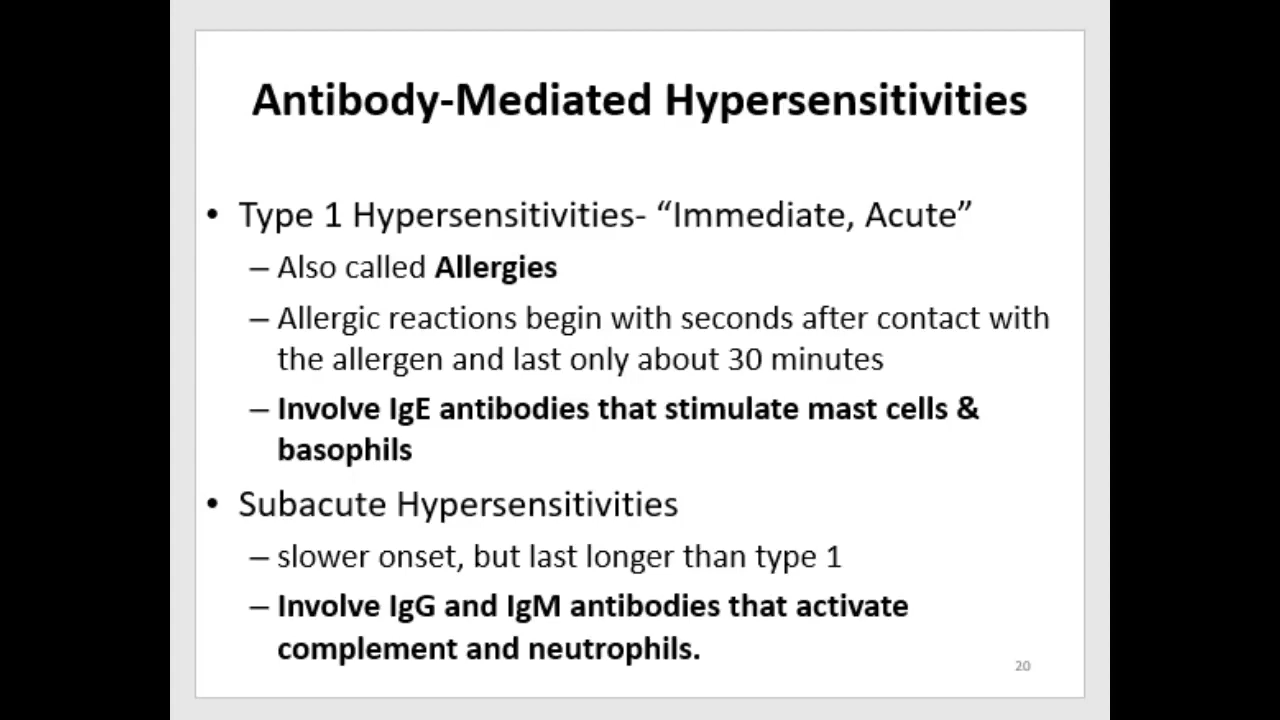 Antibody-Mediated Hypersensitivities
• Type 1 Hypersensitivities- “Immediate, Acute”
– Also called Allergies
– Allergic reactions begin with seconds after contact with
the allergen and last only about 30 minutes
– Involve IgE antibodies that stimulate mast cells &
basophils
• Subacute Hypersensitivities
– slower onset, but last longer than type 1
– Involve IgG and IgM antibodies that activate
complement and neutrophils.
20